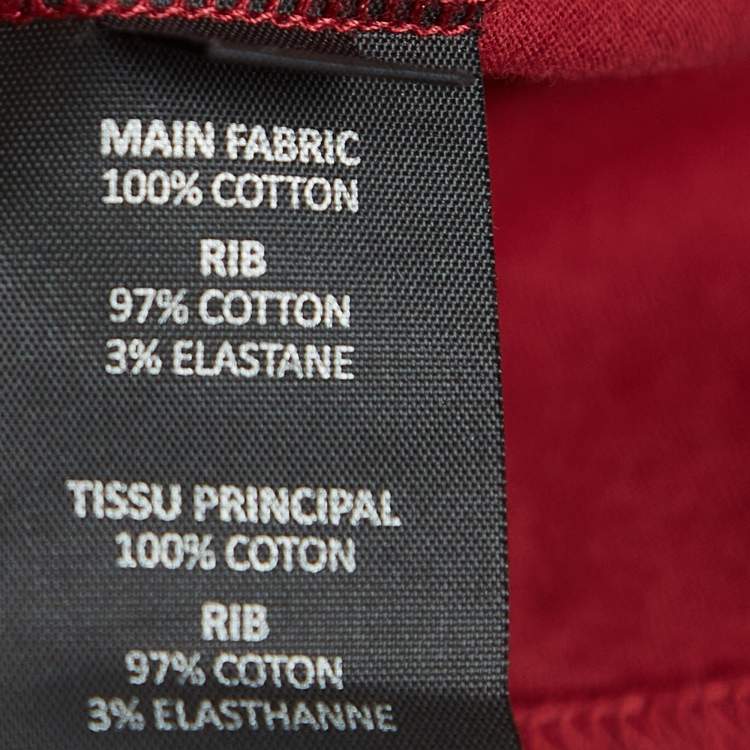 MAIN FABRIC
100% COTTON
RIB
97% COTTON
3% ELASTANE
TISSU PRINCIPAL
100% COTON
RIB
97% COTON
3% ELASTHANNE